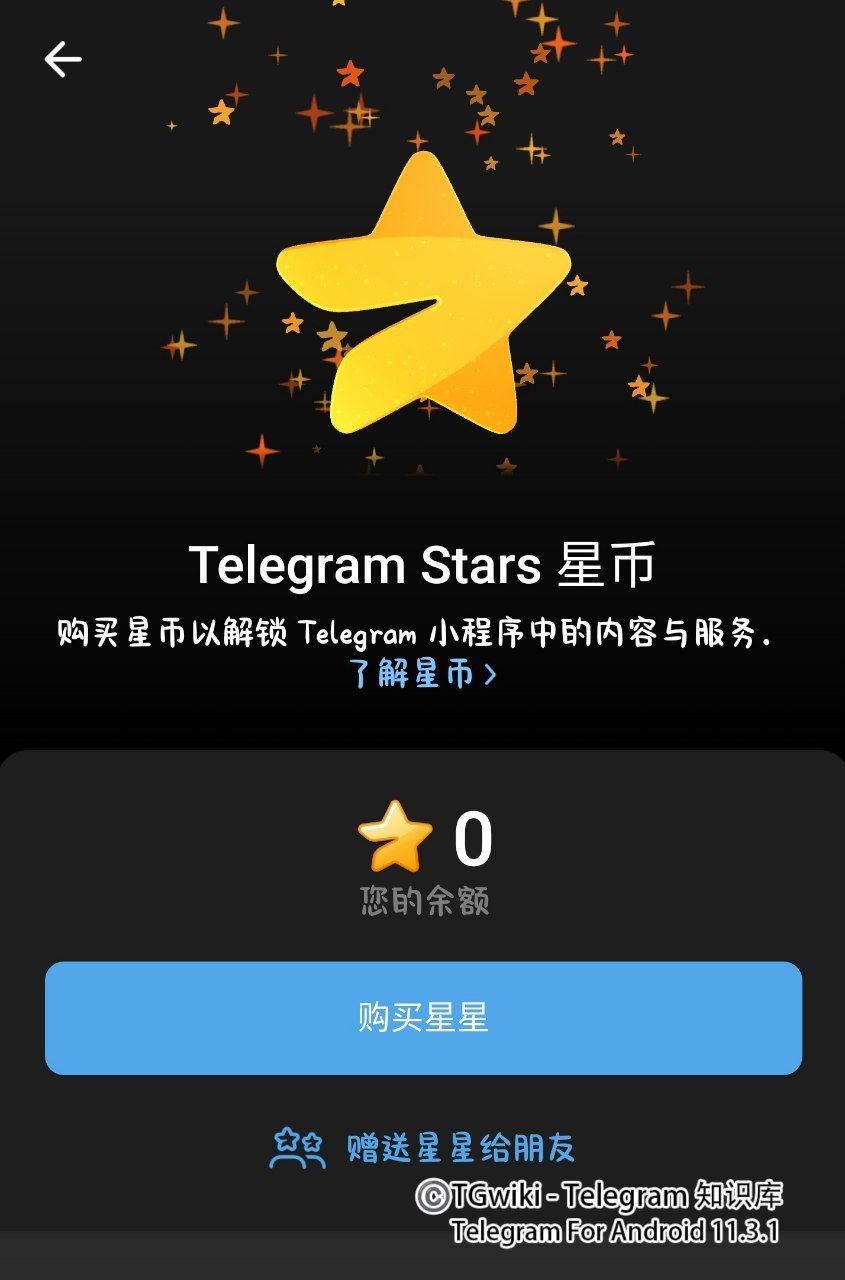 Telegram Stars 星币
购买星币以解锁 Telegram 小程序中的内容与服务.
了解星币 >
0
您的余额
购买星星
赠送星星给朋友
©TGwiki - Telegram 知识库
Telegram For Android 11.3.1